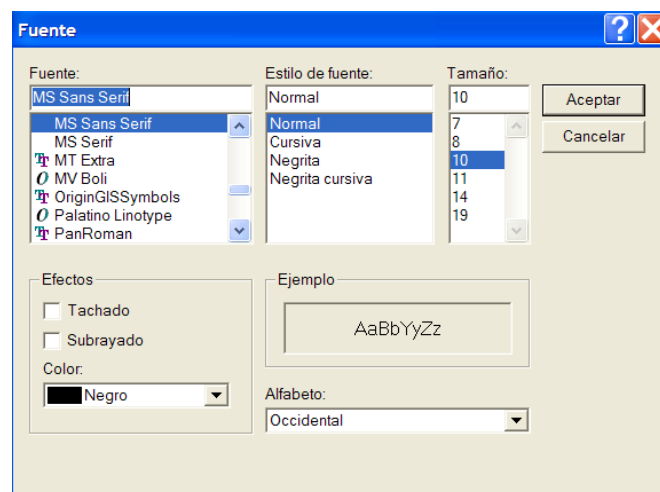 Fuente
Fuente:
MS Sans Serif
MS Sans Serif
MS Serif
MT Extra
MV Boli
OriginGISSymbols
Palatino Linotype
PanRoman
Estilo de fuente:
Normal
Normal
Cursiva
Negrita
Negrita cursiva
Tamaño:
10
7
8
10
11
14
19
Aceptar
Cancelar
Efectos
Tachado
Subrayado
Color:
Negro
Ejemplo
AaBbYyZz
Alfabeto:
Occidental